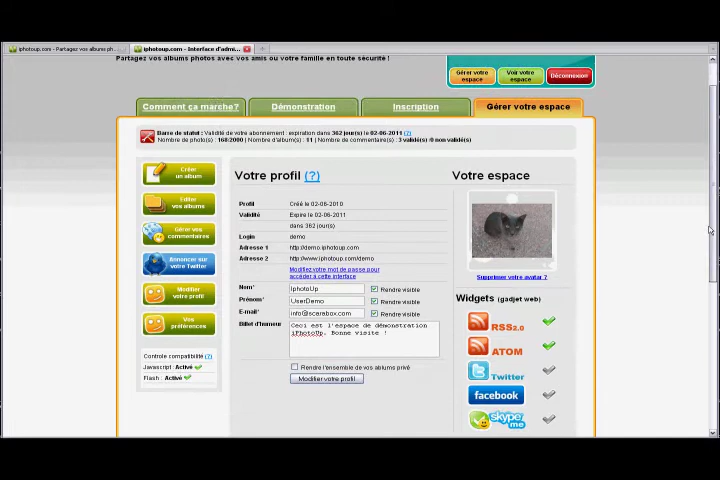 iphotoup.com - Partagez vos albums ph...
iphotoup.com - Interface d'admi...
Partagez vos albums photos avec vos amis ou votre famille en toute sécurité !
Gérer votre espace
Voir votre espace
Déconnexion
Comment ça marche?
Démonstration
Inscription
Gérer votre espace
Barre de statut : Validité de votre abonnement : expiration dans 362 jour(s) le 02-06-2011 (?)
Nombre de photo(s) : 168/2000 | Nombre d'album(s) : 11 | Nombre de commentaire(s) : 3 validé(s) /0 non validé(s)
Créer un album
Editer vos albums
Gérer vos commentaires
Annoncer sur votre Twitter
Modifier votre profil
Vos préférences
Controle compatibilité (?)
Javascript : Activé
Flash : Activé
Votre profil (?)
Profil Créé le 02-06-2010
Validité Expire le 02-06-2011
dans 362 jour(s)
Login demo
Adresse 1 http://demo.iphotoup.com
Adresse 2 http://www.iphotoup.com/demo
Modifiez votre mot de passe pour
accéder à cette interface
Nom* IphotoUp Rendre visible
Prénom* UserDemo Rendre visible
E-mail* info@scarabox.com Rendre visible
Billet d'humeur Ceci est l'espace de démonstration
iPhotoUp. Bonne visite !
Rendre l'ensemble de vos albums privé
Modifier votre profil
Votre espace
Supprimer votre avatar ?
Widgets (gadjet web)
RSS2.0
ATOM
Twitter
facebook
skype me